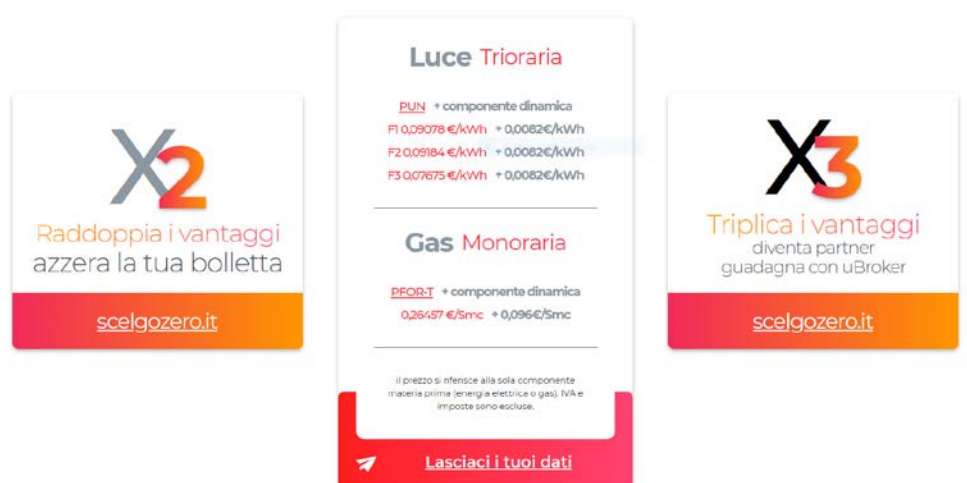 X2
Raddoppia i vantaggi
azzera la tua bolletta
scelgozero.it
Luce Trioraria
PUN + componente dinamica
F1 0,09078 €/kWh + 0,0082€/kWh
F2 0,09184 €/kWh + 0,0082€/kWh
F3 0,07675 €/kWh + 0,0082€/kWh
Gas Monoraria
PFOR-T + componente dinamica
0,26457 €/Smc + 0,096€/Smc
il prezzo si riferisce alla sola componente
materia prima (energia elettrica o gas). IVA e
imposte sono escluse.
Lasciaci i tuoi dati
X3
Triplica i vantaggi
diventa partner
guadagna con uBroker
scelgozero.it